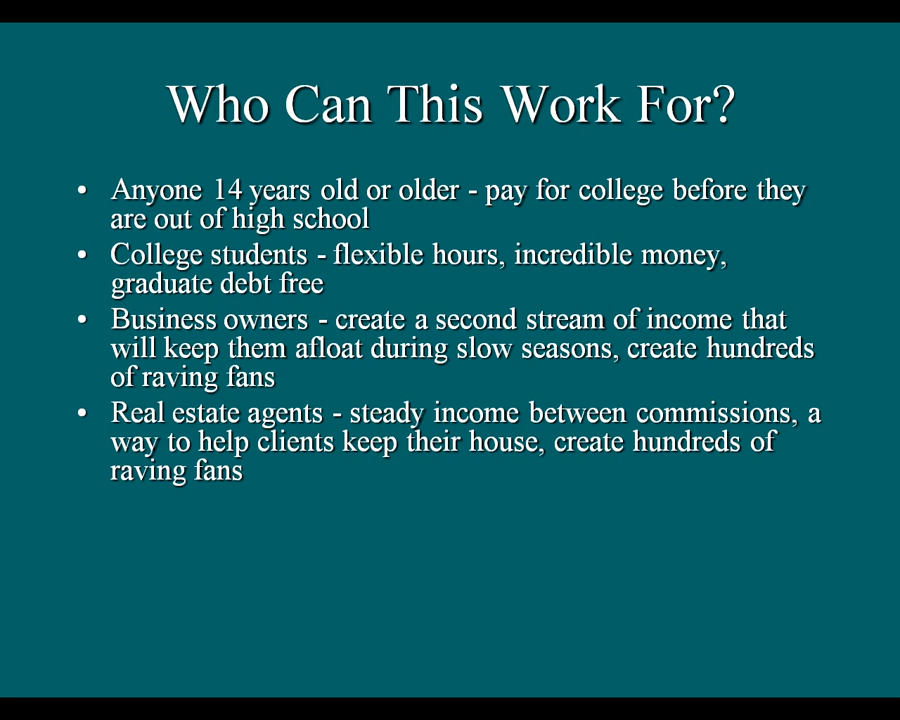 Who Can This Work For?
• Anyone 14 years old or older - pay for college before they
are out of high school
• College students - flexible hours, incredible money,
graduate debt free
• Business owners - create a second stream of income that
will keep them afloat during slow seasons, create hundreds
of raving fans
• Real estate agents - steady income between commissions, a
way to help clients keep their house, create hundreds of
raving fans